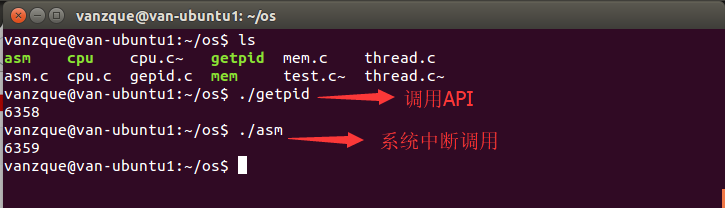 vanzque@van-ubuntu1: ~/os
vanzque@van-ubuntu1:~/os$ ls
asm cpu cpu.c~ getpid mem.c thread.c
asm.c cpu.c gepid.c mem test.c~ thread.c~
vanzque@van-ubuntu1:~/os$ ./getpid 调用API
6358
vanzque@van-ubuntu1:~/os$ ./asm 系统中断调用
6359
vanzque@van-ubuntu1:~/os$